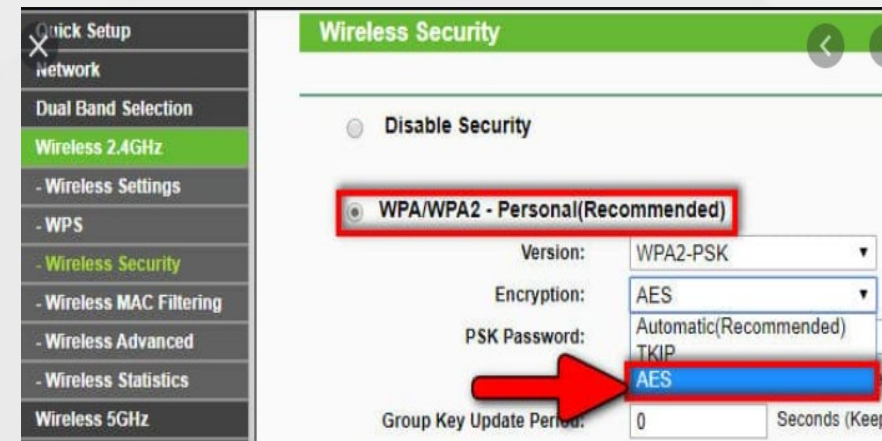 Quick Setup
Network
Dual Band Selection
Wireless 2.4GHz
- Wireless Settings
- WPS
- Wireless Security
- Wireless MAC Filtering
- Wireless Advanced
- Wireless Statistics
Wireless 5GHz
Wireless Security
Disable Security
WPA/WPA2 - Personal(Recommended)
Version: WPA2-PSK
Encryption: AES
Automatic(Recommended)
PSK Password:
TKIP
AES
Group Key Update Period: 0 Seconds (Keep